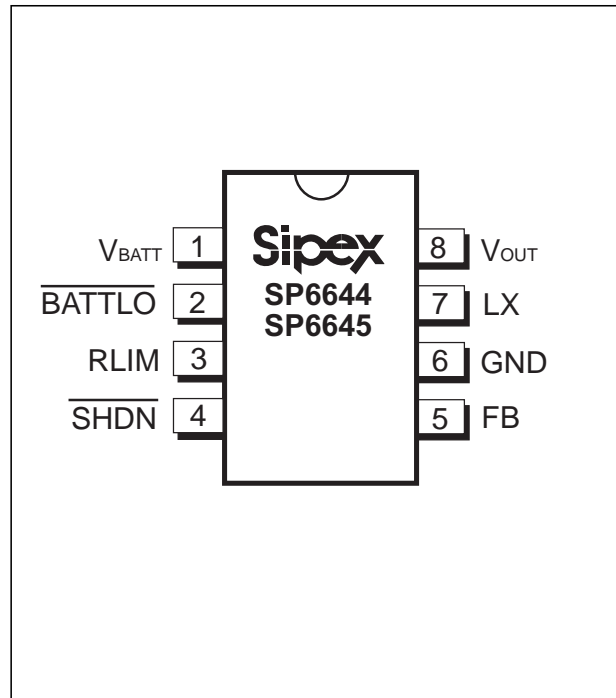 Sipex
SP6644
SP6645
VBATT 1
BATTLO 2
RLIM 3
SHDN 4
8 VOUT
7 LX
6 GND
5 FB